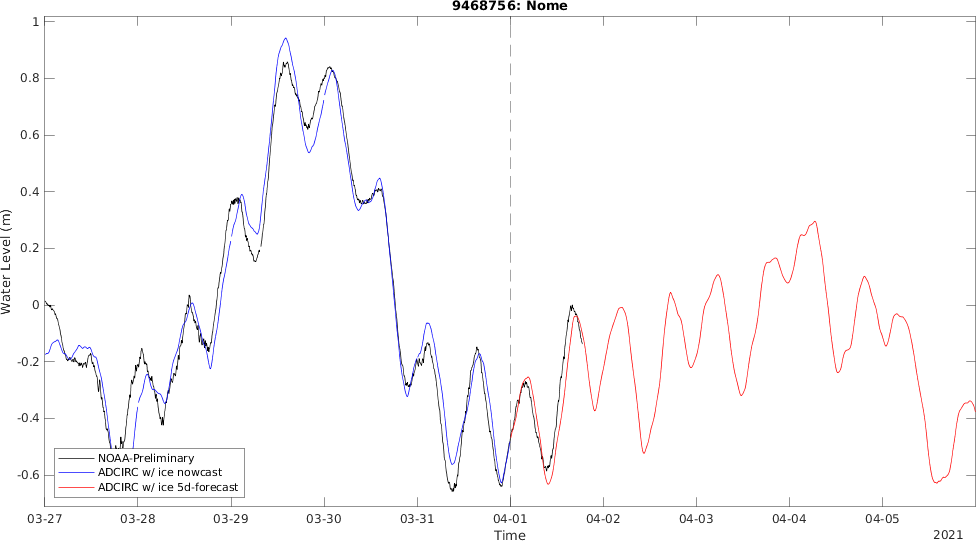 9468756: Nome
Water Level (m)
1
0.8
0.6
0.4
0.2
0
-0.2
-0.4
-0.6
NOAA-Preliminary
ADCIRC w/ ice nowcast
ADCIRC w/ ice 5d-forecast
03-27 03-28 03-29 03-30 03-31 04-01 04-02 04-03 04-04 04-05
Time
2021